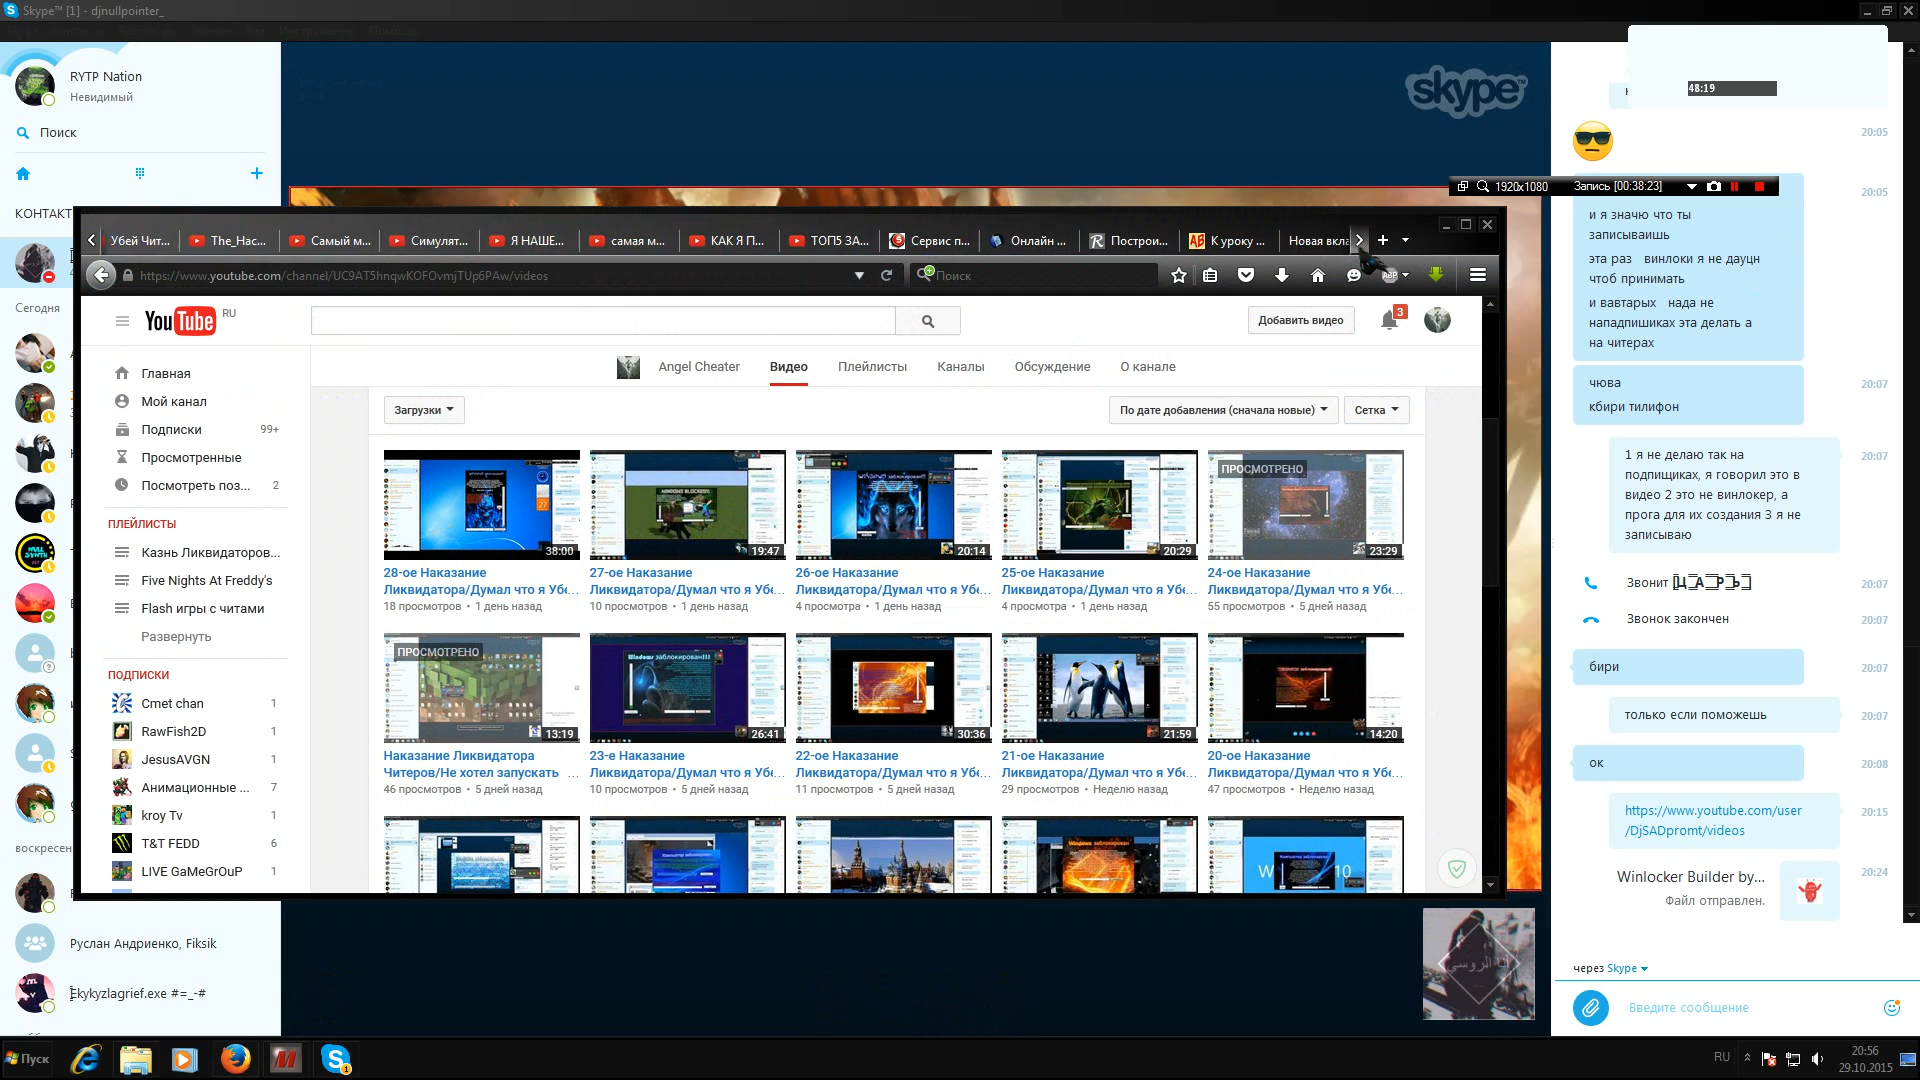 Skype™ [1] - djnullpointer_
RYTP Nation
Невидимый
Поиск
КОНТАКТ
Сегодня
воскресен
Руслан Андриенко, Fiksik
Ekykyzlagrief.exe #=_-#
skype™
48:19
1920x1080
Запись [00:38:23]
Убей Чит...
The_Hac...
Самый м...
Симулят...
Я НАШЕ...
самая м...
КАК Я П...
ТОП5 ЗА...
Сервис п...
Онлайн ...
Построи...
К уроку ...
Новая вкла
https://www.youtube.com/channel/UC9AT5hnqwKOFOvmjTUp6PAw/videos
Поиск
ABP
YouTube RU
Добавить видео
3
Angel Cheater
Видео
Плейлисты
Каналы
Обсуждение
О канале
Главная
Мой канал
Подписки 99+
Просмотренные
Посмотреть поз... 2
ПЛЕЙЛИСТЫ
Казнь Ликвидаторов...
Five Nights At Freddy's
Flash игры с читами
Развернуть
ПОДПИСКИ
Cmet chan 1
RawFish2D 1
JesusAVGN 1
Анимационные ... 7
kroy Tv 1
T&T FEDD 6
LIVE GaMeGrOuP 1
Загрузки
По дате добавления (сначала новые)
Сетка
38:00
28-ое Наказание
Ликвидатора/Думал что я Убе...
18 просмотров • 1 день назад
19:47
27-ое Наказание
Ликвидатора/Думал что я Убе...
10 просмотров • 1 день назад
20:14
26-ое Наказание
Ликвидатора/Думал что я Убе...
4 просмотра • 1 день назад
20:29
25-ое Наказание
Ликвидатора/Думал что я Убе...
4 просмотра • 1 день назад
ПРОСМОТРЕНО
23:29
24-ое Наказание
Ликвидатора/Думал что я Убе...
55 просмотров • 5 дней назад
ПРОСМОТРЕНО
13:19
Наказание Ликвидатора
Читеров/Не хотел запускать ...
46 просмотров • 5 дней назад
Windows заблокирован!!!
26:41
23-е Наказание
Ликвидатора/Думал что я Убе...
10 просмотров • 5 дней назад
30:36
22-ое Наказание
Ликвидатора/Думал что я Убе...
11 просмотров • 5 дней назад
21:59
21-ое Наказание
Ликвидатора/Думал что я Убе...
29 просмотров • Неделю назад
14:20
20-ое Наказание
Ликвидатора/Думал что я Убе...
47 просмотров • Неделю назад
20:05
20:05
и я значю что ты
записываишь
эта раз винлоки я не дауцн
чтоб принимать
и вавтарых нада не
нападпишиках эта делать а
на читерах
чюва 20:07
кбири тилифон
1 я не делаю так на 20:07
подпищиках, я говорил это в
видео 2 это не винлокер, а
прога для их создания 3 я не
записываю
Звонит 20:07
Звонок закончен 20:07
бири 20:07
только если поможешь 20:07
ок 20:08
https://www.youtube.com/user 20:15
/DjSADpromt/videos
Winlocker Builder by... 20:24
Файл отправлен.
через Skype
Введите сообщение
Пуск
RU
20:56
29.10.2015